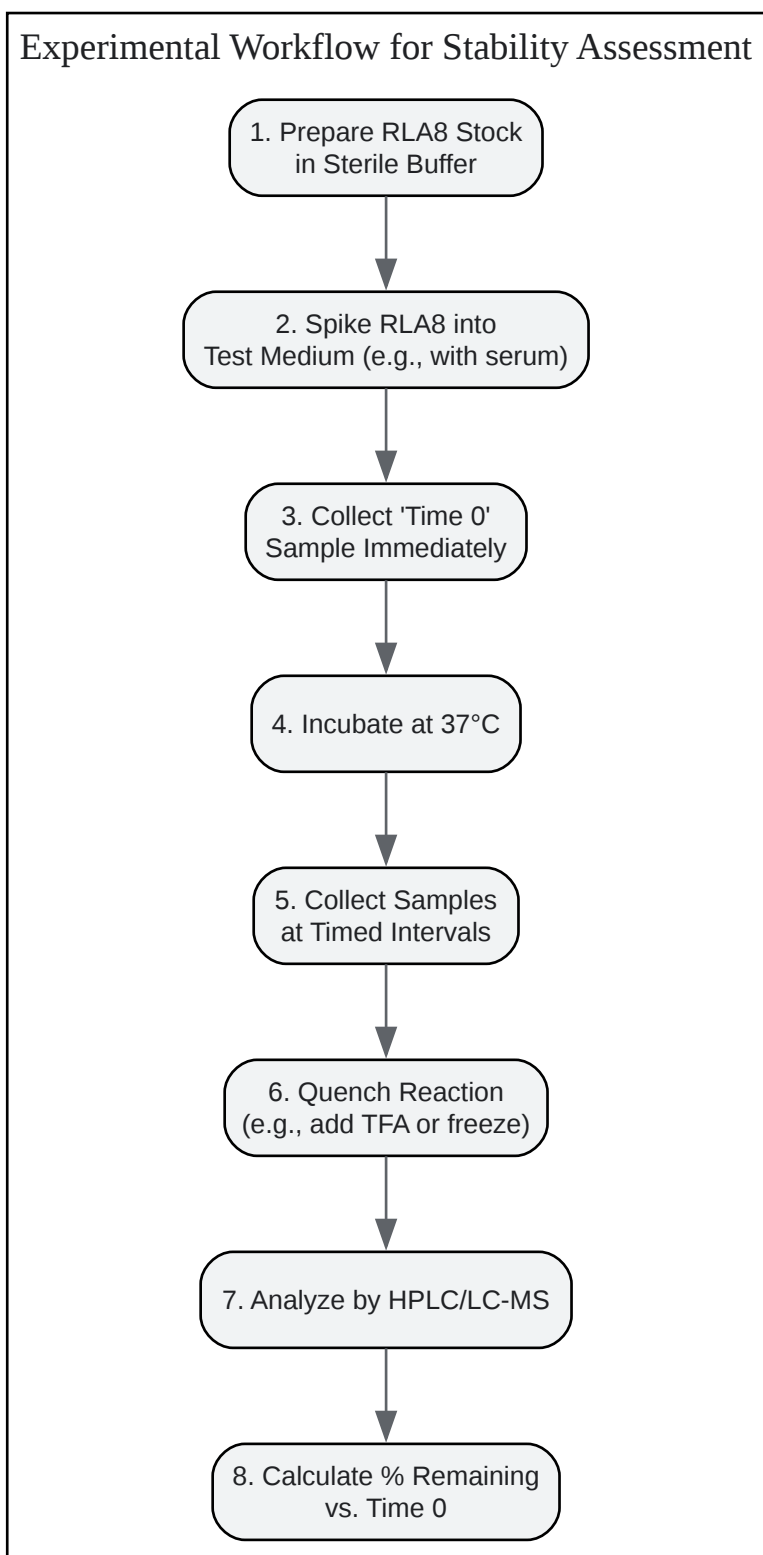 Experimental Workflow for Stability Assessment
1. Prepare RLA8 Stock
in Sterile Buffer
2. Spike RLA8 into
Test Medium (e.g., with serum)
3. Collect 'Time 0'
Sample Immediately
4. Incubate at 37°C
5. Collect Samples
at Timed Intervals
6. Quench Reaction
(e.g., add TFA or freeze)
7. Analyze by HPLC/LC-MS
8. Calculate % Remaining
vs. Time 0